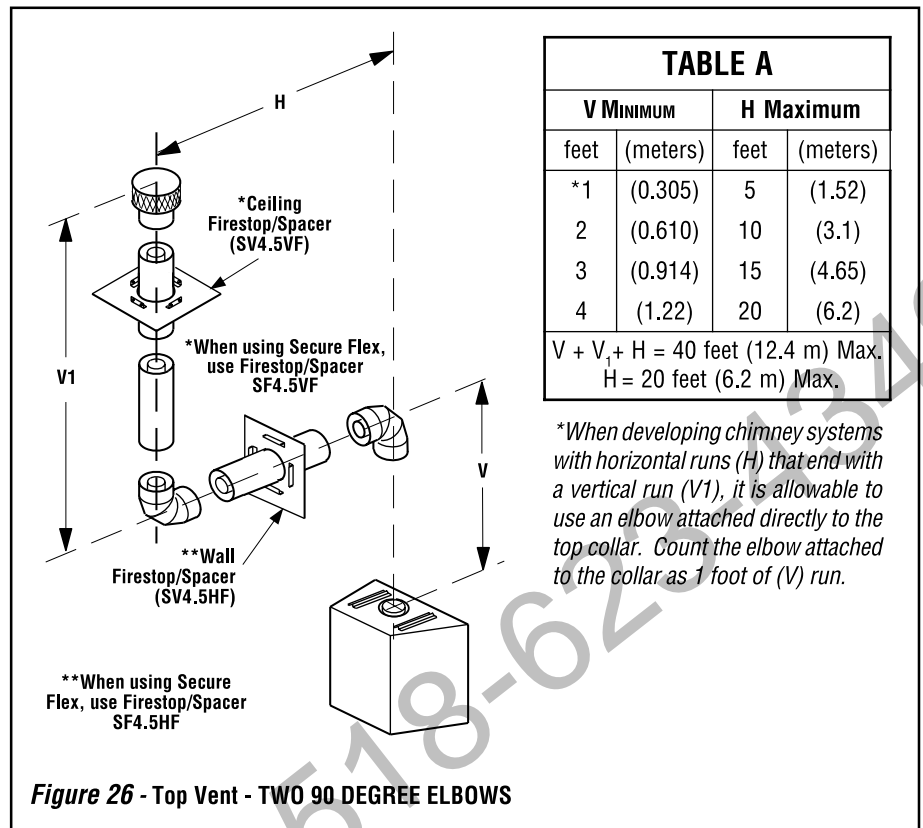 H
*Ceiling
Firestop/Spacer
(SV4.5VF)
*When using Secure Flex,
use Firestop/Spacer
SF4.5VF
V1
V
**Wall
Firestop/Spacer
(SV4.5HF)
**When using Secure
Flex, use Firestop/Spacer
SF4.5HF
TABLE A
V MINIMUM H Maximum
feet (meters) feet (meters)
*1 (0.305) 5 (1.52)
2 (0.610) 10 (3.1)
3 (0.914) 15 (4.65)
4 (1.22) 20 (6.2)
V + V₁+ H = 40 feet (12.4 m) Max.
H = 20 feet (6.2 m) Max.
*When developing chimney systems
with horizontal runs (H) that end with
a vertical run (V1), it is allowable to
use an elbow attached directly to the
top collar. Count the elbow attached
to the collar as 1 foot of (V) run.
Figure 26 - Top Vent - TWO 90 DEGREE ELBOWS
518-623-434